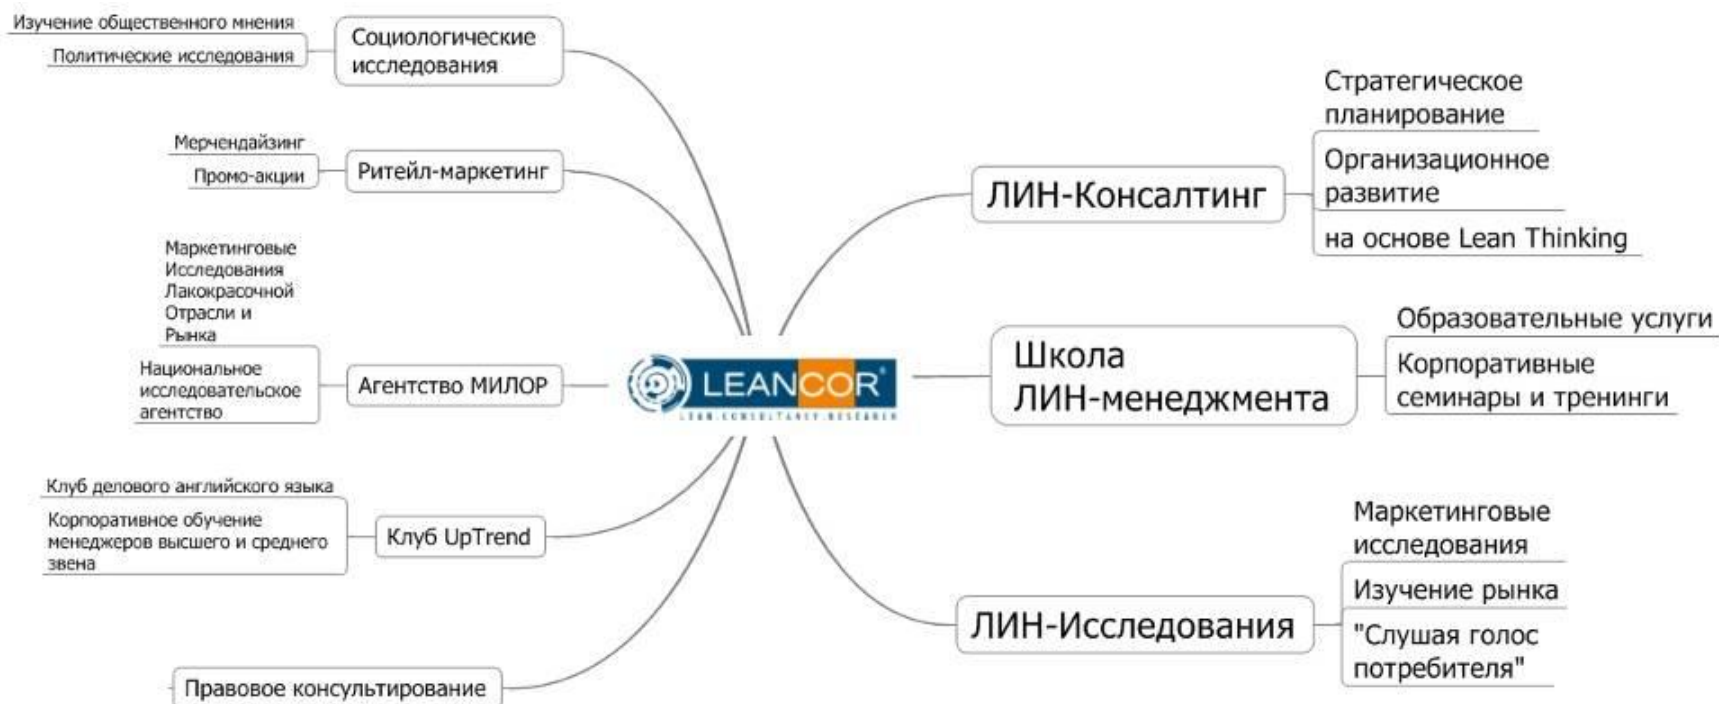 Изучение общественного мнения
Политические исследования
Социологические
исследования
Мерчендайзинг
Промо-акции
Ритейл-маркетинг
Маркетинговые
Исследования
Лакокрасочной
Отрасли и
Рынка
Национальное
исследовательское
агентство
Агентство МИЛОР
Клуб делового английского языка
Корпоративное обучение
менеджеров высшего и среднего
звена
Клуб UpTrend
Правовое консультирование
LEANCOR®
LEAN CONSULTANCY RESEARCH
ЛИН-Консалтинг
Стратегическое
планирование
Организационное
развитие
на основе Lean Thinking
Школа
ЛИН-менеджмента
Образовательные услуги
Корпоративные
семинары и тренинги
ЛИН-Исследования
Маркетинговые
исследования
Изучение рынка
"Слушая голос
потребителя"